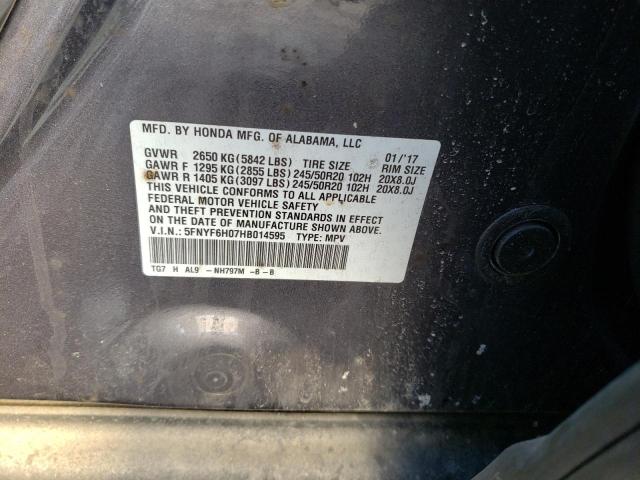 MFD. BY HONDA MFG. OF ALABAMA, LLC
GVWR 2650 KG(5842 LBS) TIRE SIZE 01/'17 RIM SIZE
GAWR F 1295 KG(2855 LBS)245/50R20 102H 20X8.0J
GAWR R 1405 KG(3097 LBS)245/50R20 102H 20X8.0J
THIS VEHICLE CONFORMS TO ALL APPLICABLE
FEDERAL MOTOR VEHICLE SAFETY
AND THEFT PREVENTION STANDARDS IN EFFECT
ON THE DATE OF MANUFACTURE SHOWN ABOVE.
V.I.N.: 5FNYF6H07HB014595 TYPE: MPV
TG7 H AL9 -NH797M -B-B